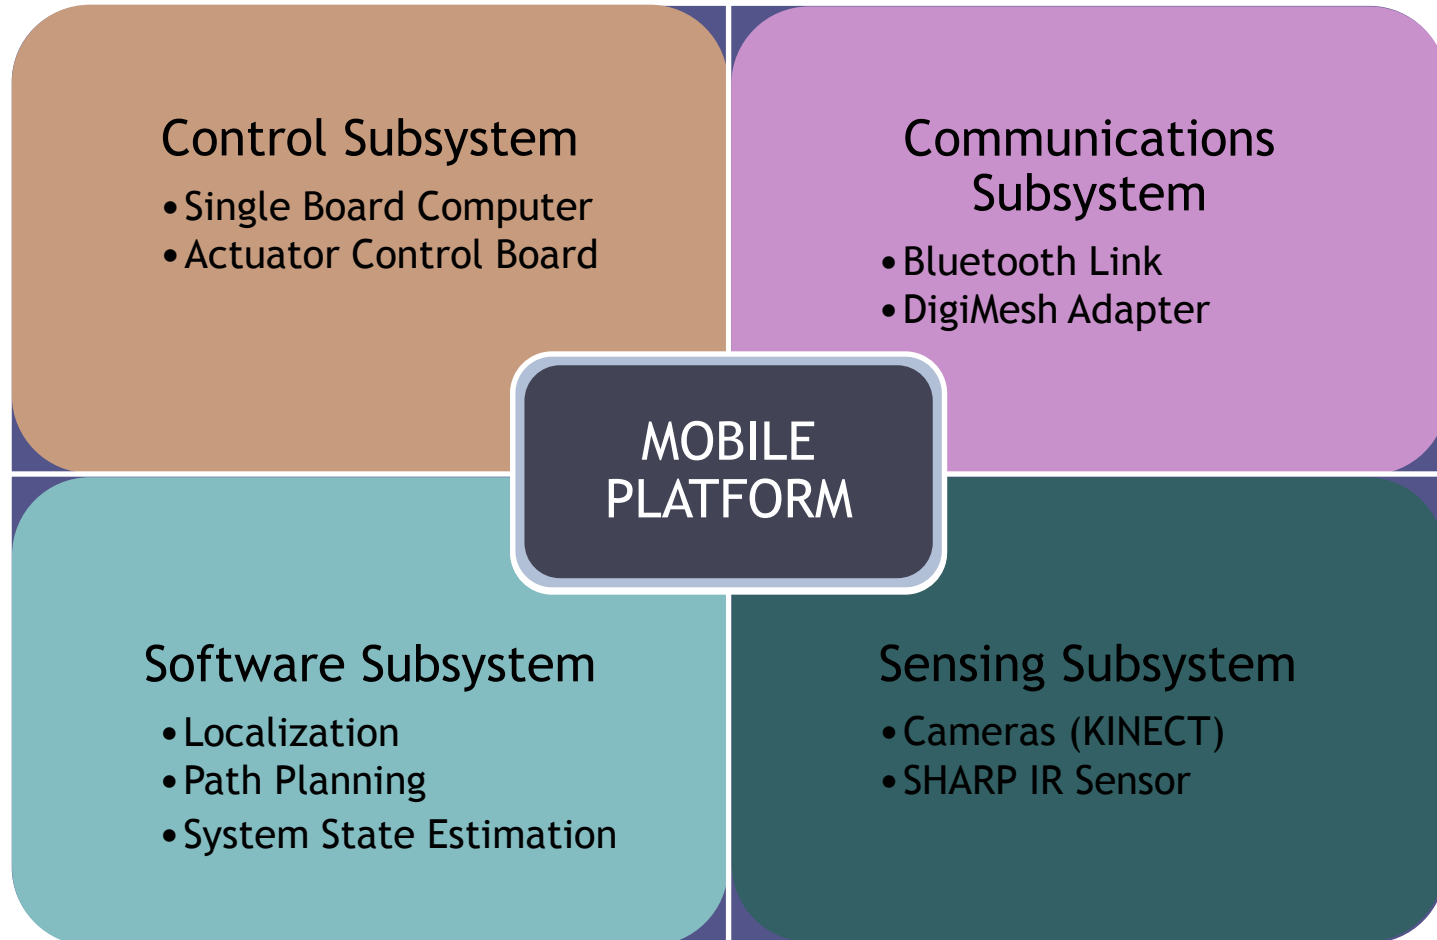 Control Subsystem
•Single Board Computer
•Actuator Control Board
Communications
Subsystem
•Bluetooth Link
•DigiMesh Adapter
MOBILE
PLATFORM
Software Subsystem
•Localization
•Path Planning
•System State Estimation
Sensing Subsystem
•Cameras (KINECT)
•SHARP IR Sensor